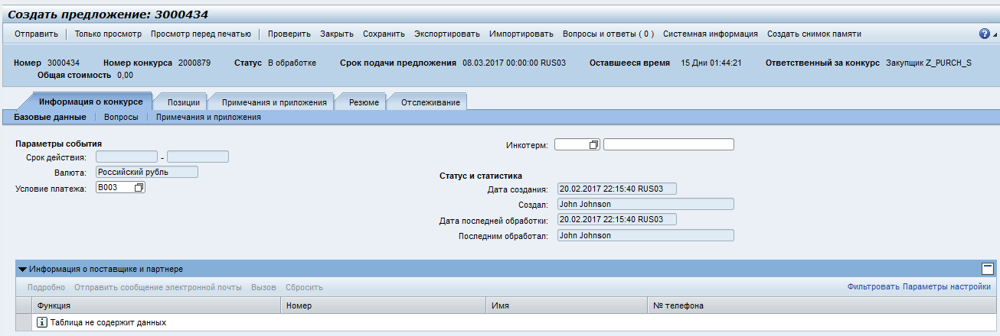 Создать предложение: 3000434
Отправить Только просмотр Просмотр перед печатью Проверить Закрыть Сохранить Экспортировать Импортировать Вопросы и ответы ( 0 ) Системная информация Создать снимок памяти ?
Номер 3000434 Номер конкурса 2000879 Статус В обработке Срок подачи предложения 08.03.2017 00:00:00 RUS03 Оставшееся время 15 Дни 01:44:21 Ответственный за конкурс Закупщик Z_PURCH_S
Общая стоимость 0,00
Информация о конкурсе Позиции Примечания и приложения Резюме Отслеживание
Базовые данные Вопросы Примечания и приложения
Параметры события
Срок действия: -
Валюта: Российский рубль
Условие платежа: B003
Инкотерм:
Статус и статистика
Дата создания: 20.02.2017 22:15:40 RUS03
Создал: John Johnson
Дата последней обработки: 20.02.2017 22:15:40 RUS03
Последним обработал: John Johnson
Информация о поставщике и партнере
Подробно Отправить сообщение электронной почты Вызов Сбросить Фильтровать Параметры настройки
Функция Номер Имя № телефона
i Таблица не содержит данных